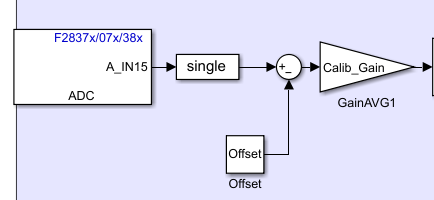 F2837x/07x/38x
A_IN15
ADC
single
+
−
Calib_Gain
GainAVG1
Offset
Offset